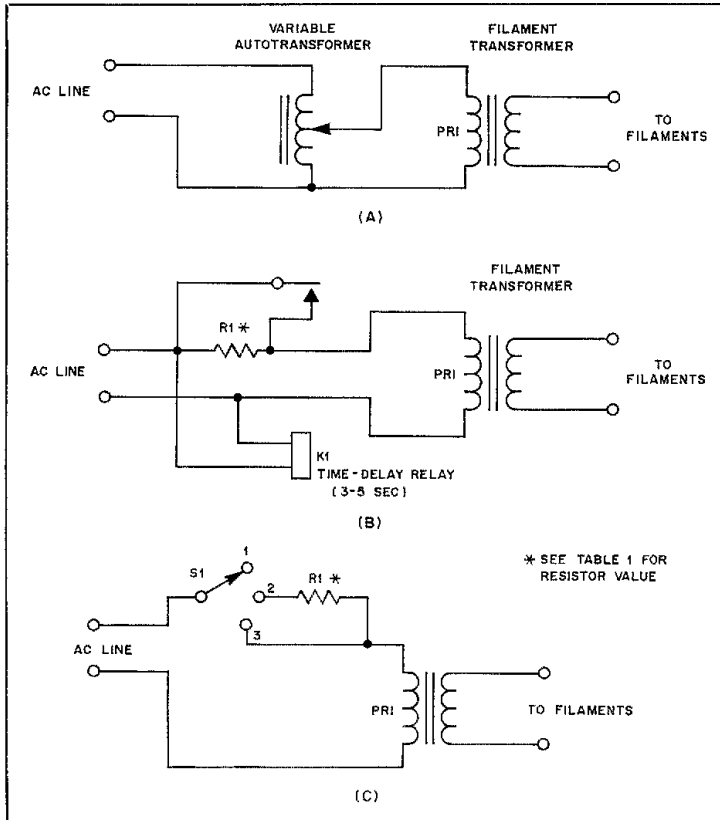 VARIABLE
AUTOTRANSFORMER
FILAMENT
TRANSFORMER
AC LINE
PRI
TO
FILAMENTS
(A)
FILAMENT
TRANSFORMER
R1 *
AC LINE
PRI
TO
FILAMENTS
K1
TIME-DELAY RELAY
(3-5 SEC)
(B)
* SEE TABLE 1 FOR
RESISTOR VALUE
S1
1
2
R1 *
3
AC LINE
PRI
TO FILAMENTS
(C)